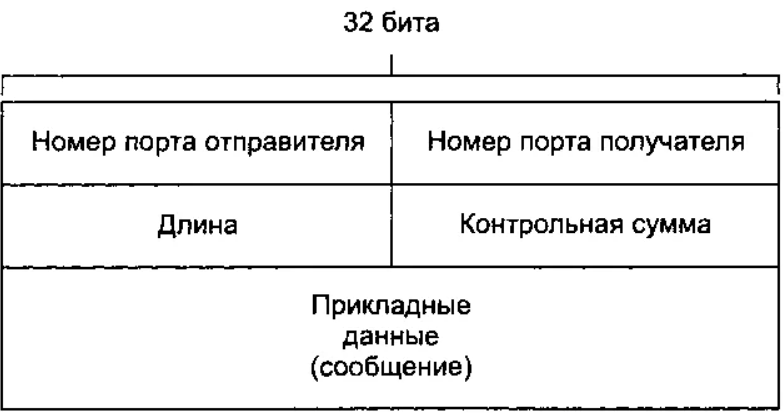 32 бита
Номер порта отправителя
Номер порта получателя
Длина
Контрольная сумма
Прикладные
данные
(сообщение)